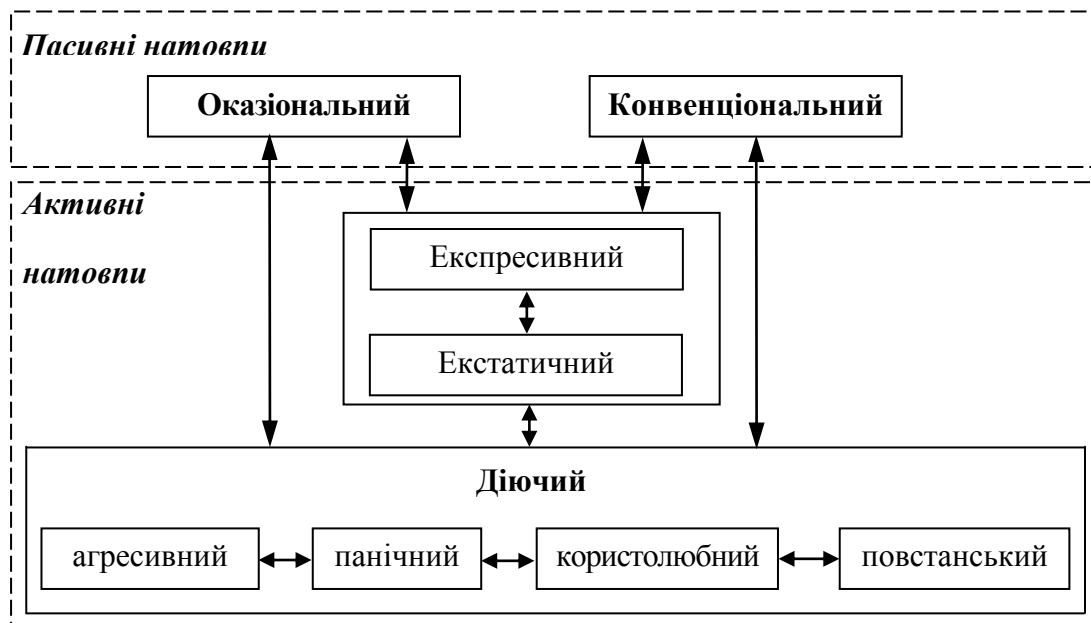 Пасивні натовпи
Оказіональний
Конвенціональний
Активні
натовпи
Експресивний
Екстатичний
Діючий
агресивний
панічний
користолюбний
повстанський